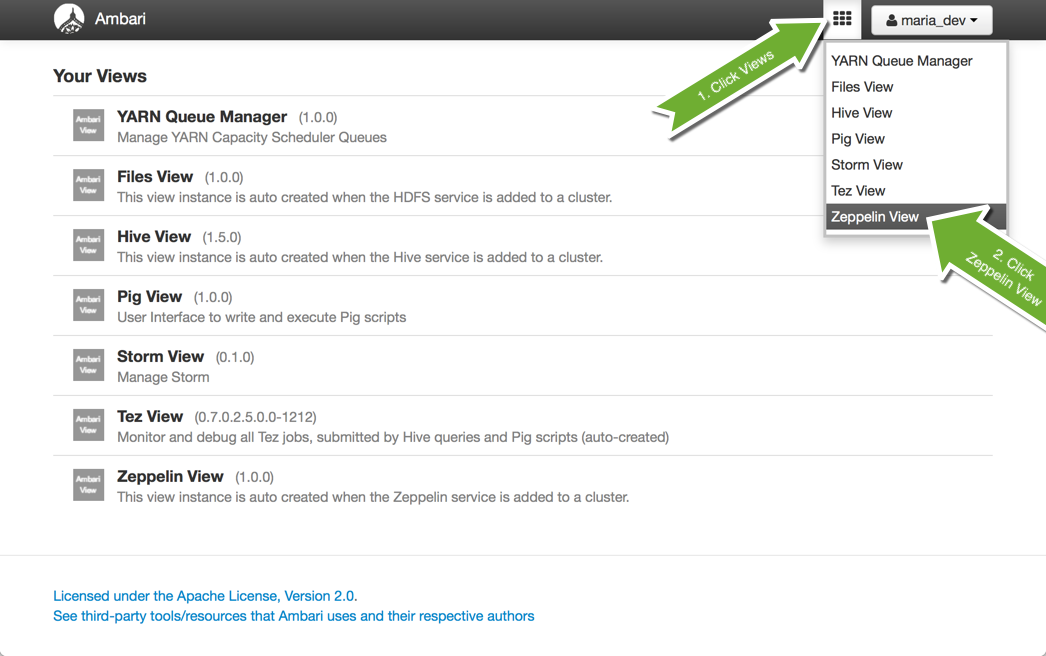 Ambari
maria_dev
1. Click Views
YARN Queue Manager
Files View
Hive View
Pig View
Storm View
Tez View
Zeppelin View
2. Click
Zeppelin View
Your Views
Ambari
View
YARN Queue Manager (1.0.0)
Manage YARN Capacity Scheduler Queues
Ambari
View
Files View (1.0.0)
This view instance is auto created when the HDFS service is added to a cluster.
Ambari
View
Hive View (1.5.0)
This view instance is auto created when the Hive service is added to a cluster.
Ambari
View
Pig View (1.0.0)
User Interface to write and execute Pig scripts
Ambari
View
Storm View (0.1.0)
Manage Storm
Ambari
View
Tez View (0.7.0.2.5.0.0-1212)
Monitor and debug all Tez jobs, submitted by Hive queries and Pig scripts (auto-created)
Ambari
View
Zeppelin View (1.0.0)
This view instance is auto created when the Zeppelin service is added to a cluster.
Licensed under the Apache License, Version 2.0.
See third-party tools/resources that Ambari uses and their respective authors